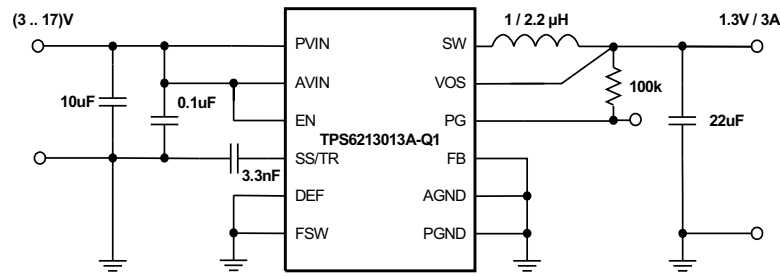 (3 .. 17)V
1 / 2.2 µH
1.3V / 3A
PVIN
SW
AVIN
VOS
10uF
0.1uF
100k
EN
PG
22uF
TPS6213013A-Q1
SS/TR
FB
3.3nF
DEF
AGND
FSW
PGND